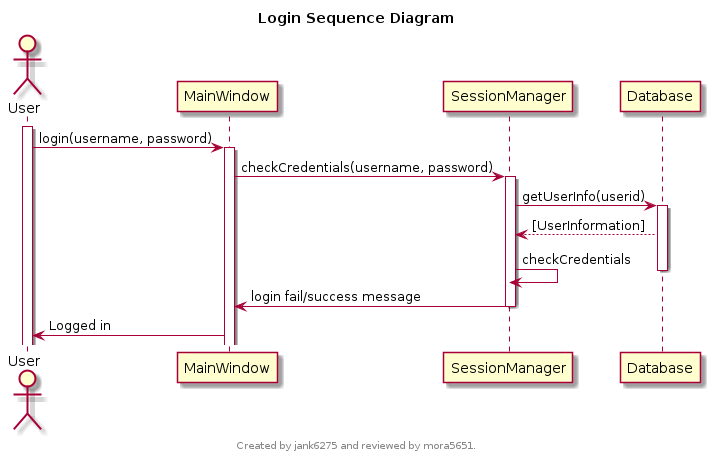 Login Sequence Diagram
User
MainWindow
SessionManager
Database
login(username, password)
checkCredentials(username, password)
getUserInfo(userid)
[UserInformation]
checkCredentials
login fail/success message
Logged in
User
MainWindow
SessionManager
Database
Created by jank6275 and reviewed by mora5651.